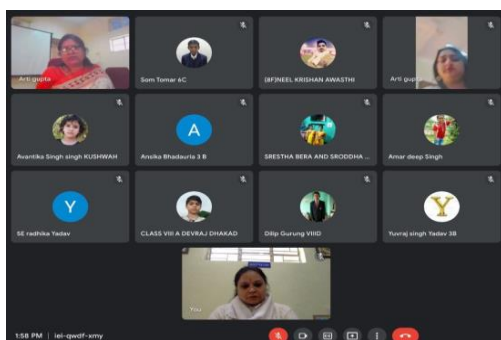 Arti gupta
Som Tomar 6C
(BF)NEEL KRISHAN AWASTHI
Arti gupta
Avantika Singh singh KUSHWAH
A
Ansika Bhadauria 3 B
SRESTHA BERA AND SRODDHA ...
Amar deep Singh
Y
SE radhika Yadav
CLASS VIII A DEVRAJ DHAKAD
Dilip Gurung VIIID
Y
Yuvraj singh Yadav 3B
You
1:58 PM | iei-qwdf-xmy